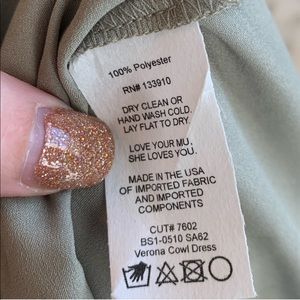 100% Polyester
RN# 133910
DRY CLEAN OR
HAND WASH COLD.
LAY FLAT TO DRY.
LOVE YOUR MU,
SHE LOVES YOU.
MADE IN THE USA
OF IMPORTED FABRIC
AND IMPORTED
COMPONENTS
CUT# 7602
BS1-0510 SA62
Verona Cowl Dress